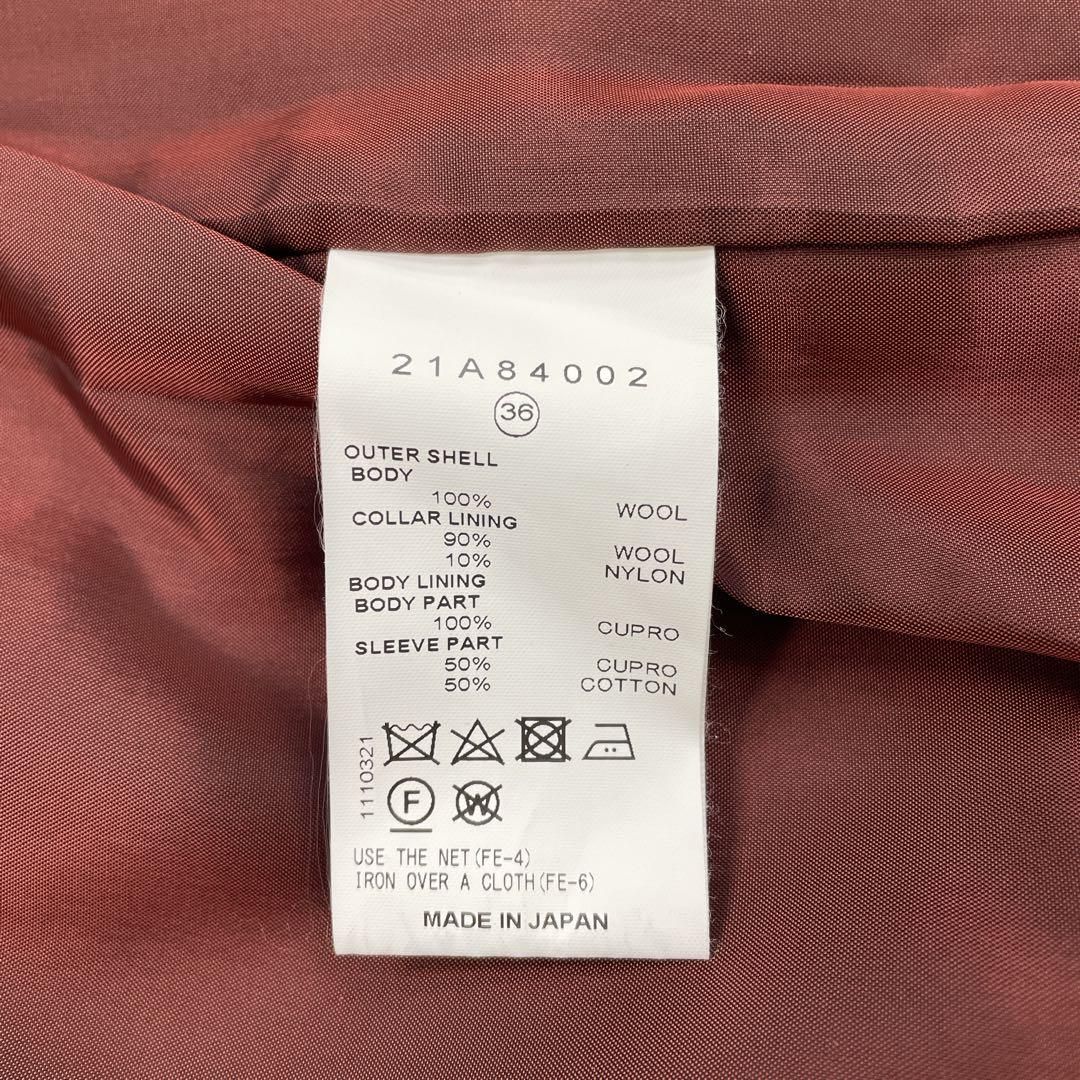 21A84002
36
OUTER SHELL
BODY
100% WOOL
COLLAR LINING
90% WOOL
10% NYLON
BODY LINING
BODY PART
100% CUPRO
SLEEVE PART
50% CUPRO
50% COTTON
1110321
F W
USE THE NET(FE-4)
IRON OVER A CLOTH(FE-6)
MADE IN JAPAN